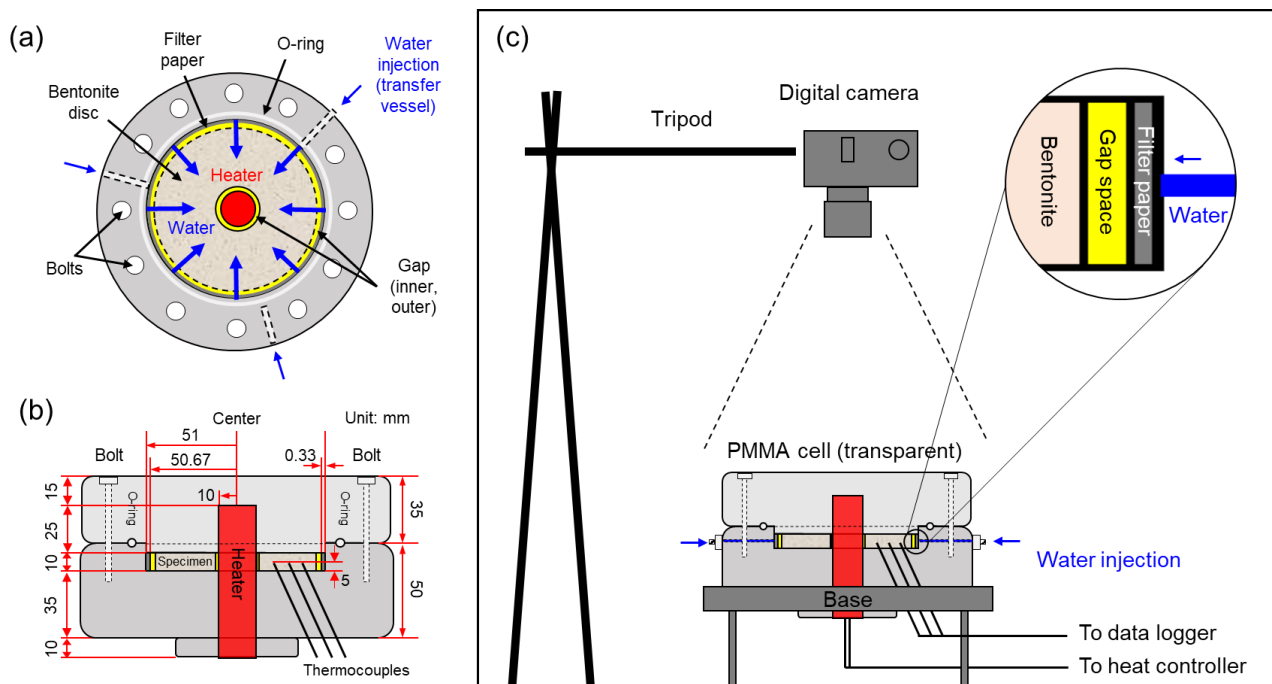 (a)
Filter
paper
O-ring
Water
injection
(transfer
vessel)
Bentonite
disc
Heater
Water
Bolts
Gap
(inner,
outer)
(b)
Center
Unit: mm
Bolt
51
50.67
0.33
Bolt
10
15
25
10
35
10
O-ring
O-ring
35
50
Specimen
Heater
5
Thermocouples
(c)
Digital camera
Tripod
Bentonite
Gap space
Filter paper
Water
PMMA cell (transparent)
Water injection
Base
To data logger
To heat controller